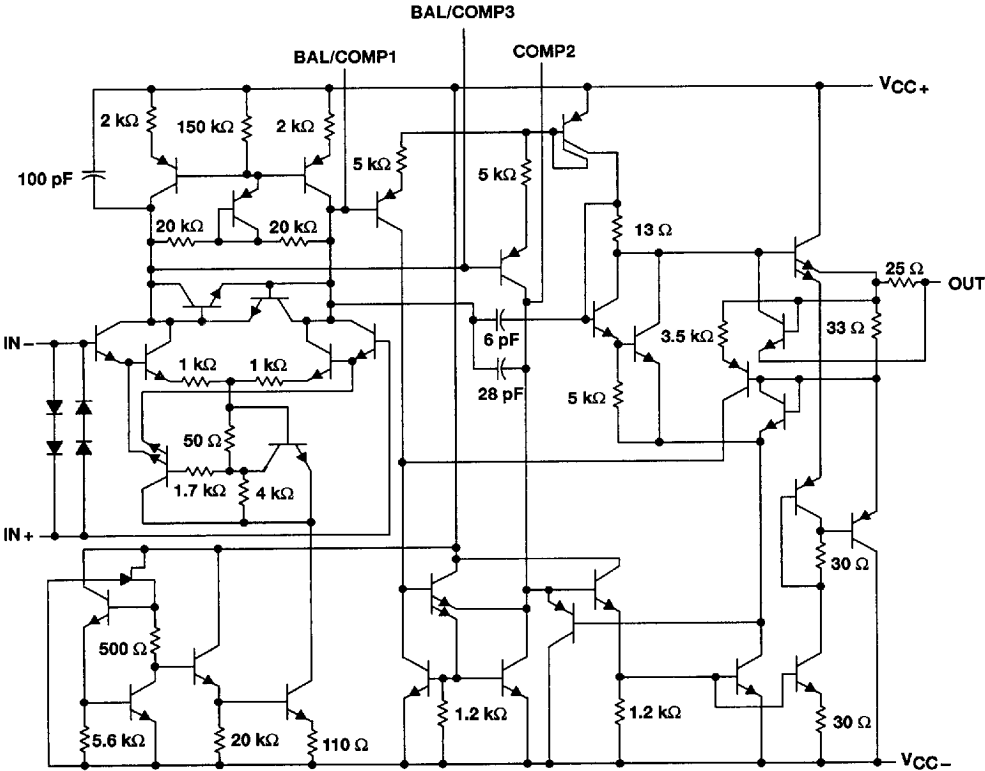 BAL/COMP3
BAL/COMP1
COMP2
VCC+
2 kΩ
150 kΩ
2 kΩ
5 kΩ
5 kΩ
100 pF
20 kΩ
20 kΩ
13 Ω
25 Ω
OUT
6 pF
3.5 kΩ
33 Ω
IN−
1 kΩ
1 kΩ
28 pF
5 kΩ
50 Ω
1.7 kΩ
4 kΩ
IN+
30 Ω
500 Ω
5.6 kΩ
20 kΩ
110 Ω
1.2 kΩ
1.2 kΩ
30 Ω
VCC−